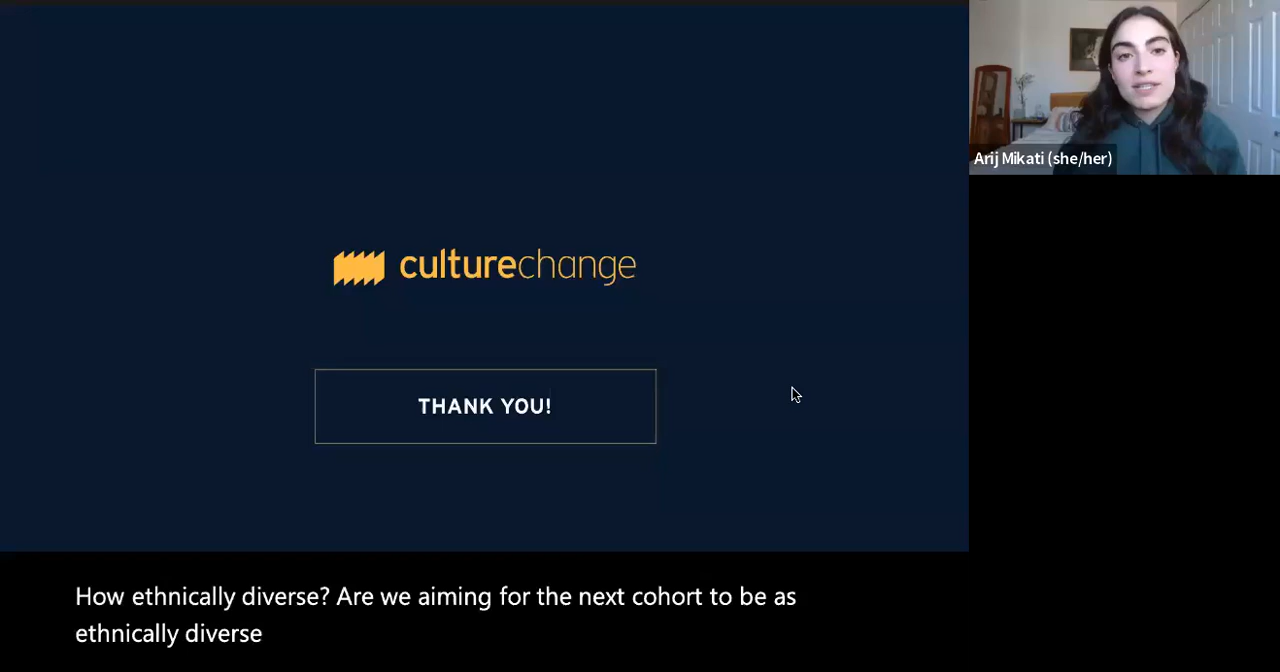 culturechange
THANK YOU!
Arij Mikati (she/her)
How ethnically diverse? Are we aiming for the next cohort to be as
ethnically diverse